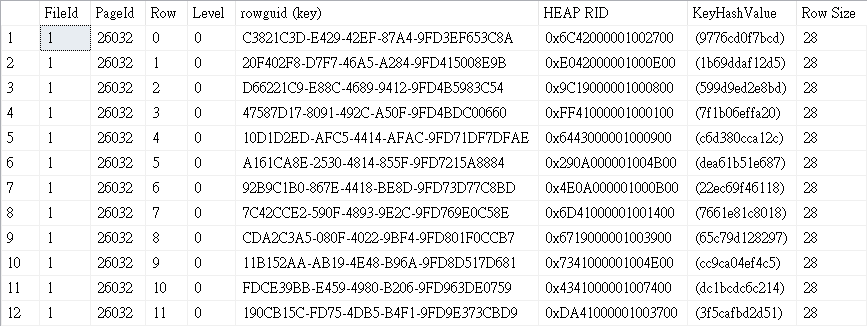 FileId PageId Row Level rowguid (key) HEAP RID KeyHashValue Row Size
1 1 26032 0 0 C3821C3D-E429-42EF-87A4-9FD3EF653C8A 0x6C42000001002700 (9776cd0f7bcd) 28
2 1 26032 1 0 20F402F8-D7F7-46A5-A284-9FD415008E9B 0xE042000001000E00 (1b69ddaf12d5) 28
3 1 26032 2 0 D66221C9-E88C-4689-9412-9FD4B5983C54 0x9C19000001000800 (599d9ed2e8bd) 28
4 1 26032 3 0 47587D17-8091-492C-A50F-9FD4BDC00660 0xFF41000001000100 (7f1b06effa20) 28
5 1 26032 4 0 10D1D2ED-AFC5-4414-AFAC-9FD71DF7DFAE 0x6443000001000900 (c6d380cca12c) 28
6 1 26032 5 0 A161CA8E-2530-4814-855F-9FD7215A8884 0x290A000001004B00 (dea61b51e687) 28
7 1 26032 6 0 92B9C1B0-867E-4418-BE8D-9FD73D77C8BD 0x4E0A000001000B00 (22ec69f46118) 28
8 1 26032 7 0 7C42CCE2-590F-4893-9E2C-9FD769E0C58E 0x6D41000001001400 (7661e81c8018) 28
9 1 26032 8 0 CDA2C3A5-080F-4022-9BF4-9FD801F0CCB7 0x6719000001003900 (65c79d128297) 28
10 1 26032 9 0 11B152AA-AB19-4E48-B96A-9FD8D517D681 0x7341000001004E00 (cc9ca04ef4c5) 28
11 1 26032 10 0 FDCE39BB-E459-4980-B206-9FD963DE0759 0x4341000001007400 (dc1bcdc6c214) 28
12 1 26032 11 0 190CB15C-FD75-4DB5-B4F1-9FD9E373CBD9 0xDA41000001003700 (3f5cafbd2d51) 28